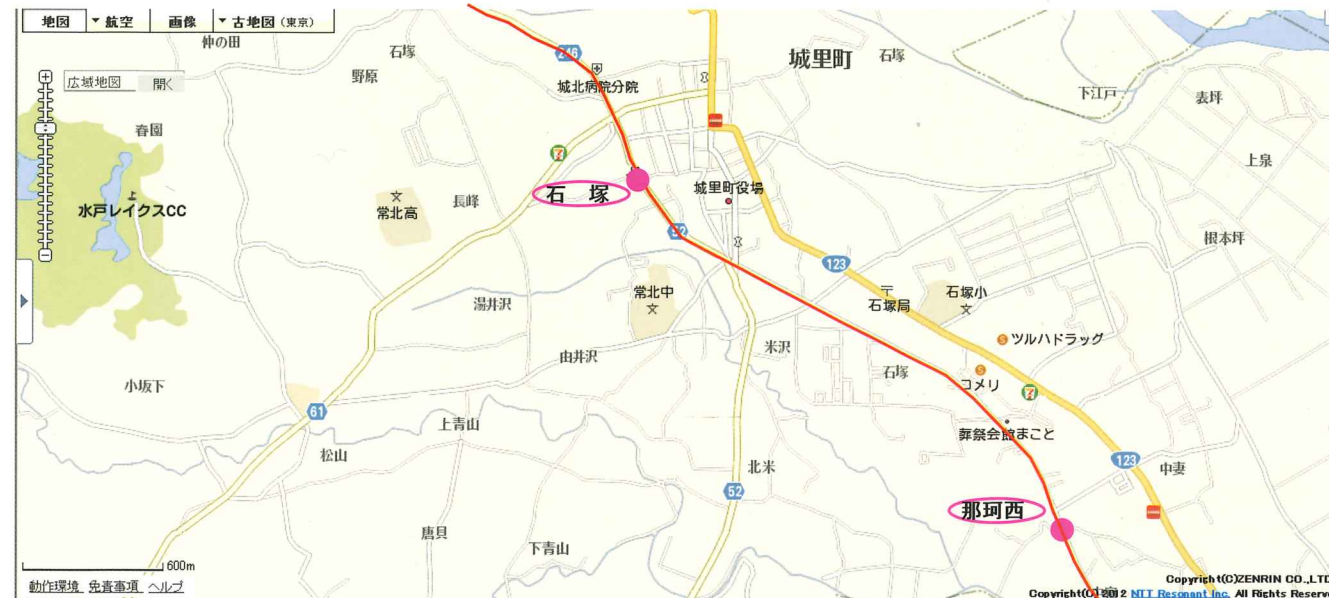 地図
▼航空
画像
▼古地図（東京）
仲の田
石塚
城里町
石塚
野原
城北病院分院
下江戸
表坪
広域地図
開く
春園
上泉
石 塚
城里町役場
水戸レイクスCC
常北高
長峰
52
根本坪
123
常北中
石塚小
湯井沢
石塚局
由井沢
米沢
ツルハドラッグ
石塚
コメリ
小坂下
61
上青山
葬祭会館まこと
松山
北米
123
中妻
52
那珂西
唐貝
下青山
600m
動作環境 免責事項 ヘルプ
Copyright(C)ZENRIN CO.,LTD
Copyright(C) 2012 NTT Resonant Inc. All Rights Reserve